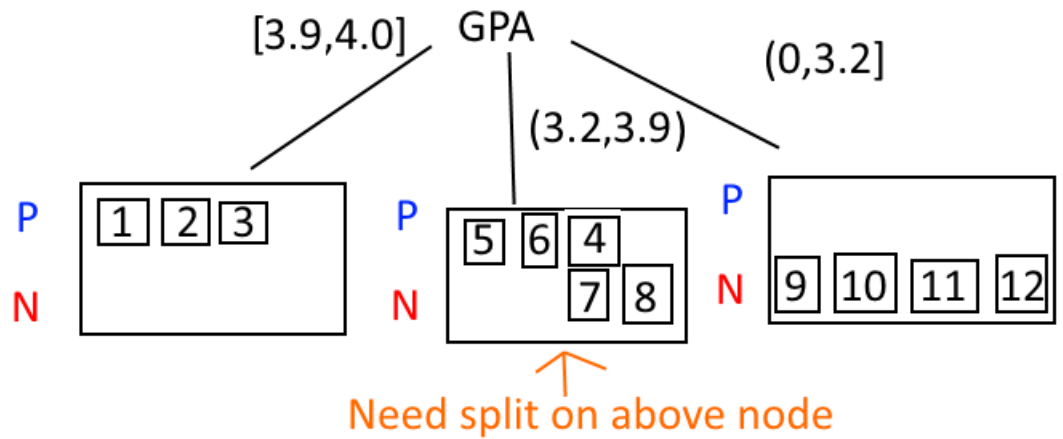 GPA
[3.9,4.0]
(3.2,3.9)
(0,3.2]
P
1 2 3
N
P
5 6 4
N
7 8
P
N
9 10 11 12
Need split on above node